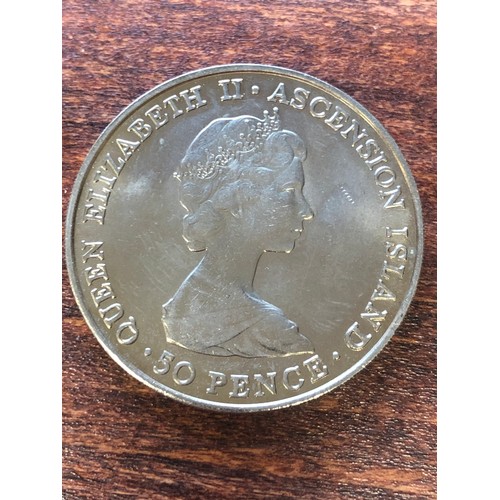 QUEEN ELIZABETH II · ASCENSION ISLAND
· 50 PENCE ·